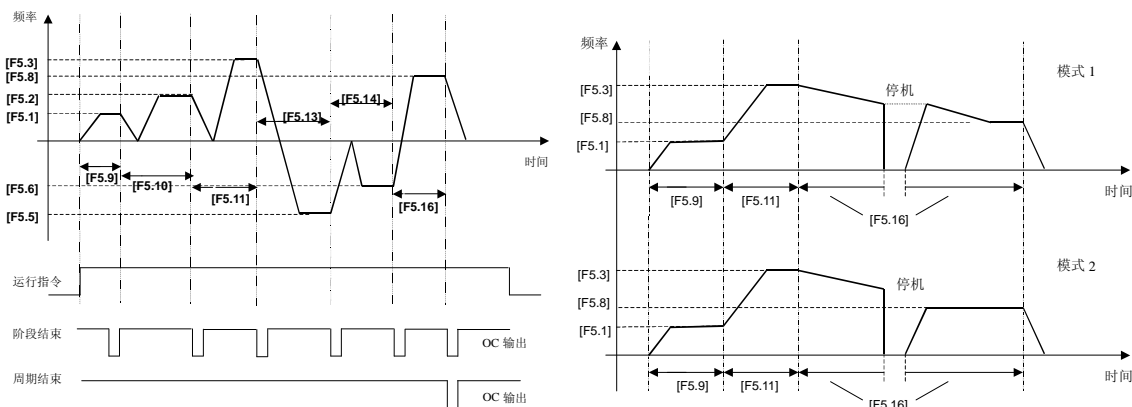 频率
[F5.3]
[F5.8]
[F5.2]
[F5.1]
[F5.14]
[F5.13]
时间
[F5.9]
[F5.10]
[F5.6]
[F5.11]
[F5.16]
[F5.5]
运行指令
阶段结束
OC 输出
周期结束
OC 输出
频率
模式 1
[F5.3]
停机
[F5.8]
[F5.1]
时间
[F5.9]
[F5.11]
[F5.16]
模式 2
[F5.3]
停机
[F5.8]
[F5.1]
时间
[F5.9]
[F5.11]
[F5.16]